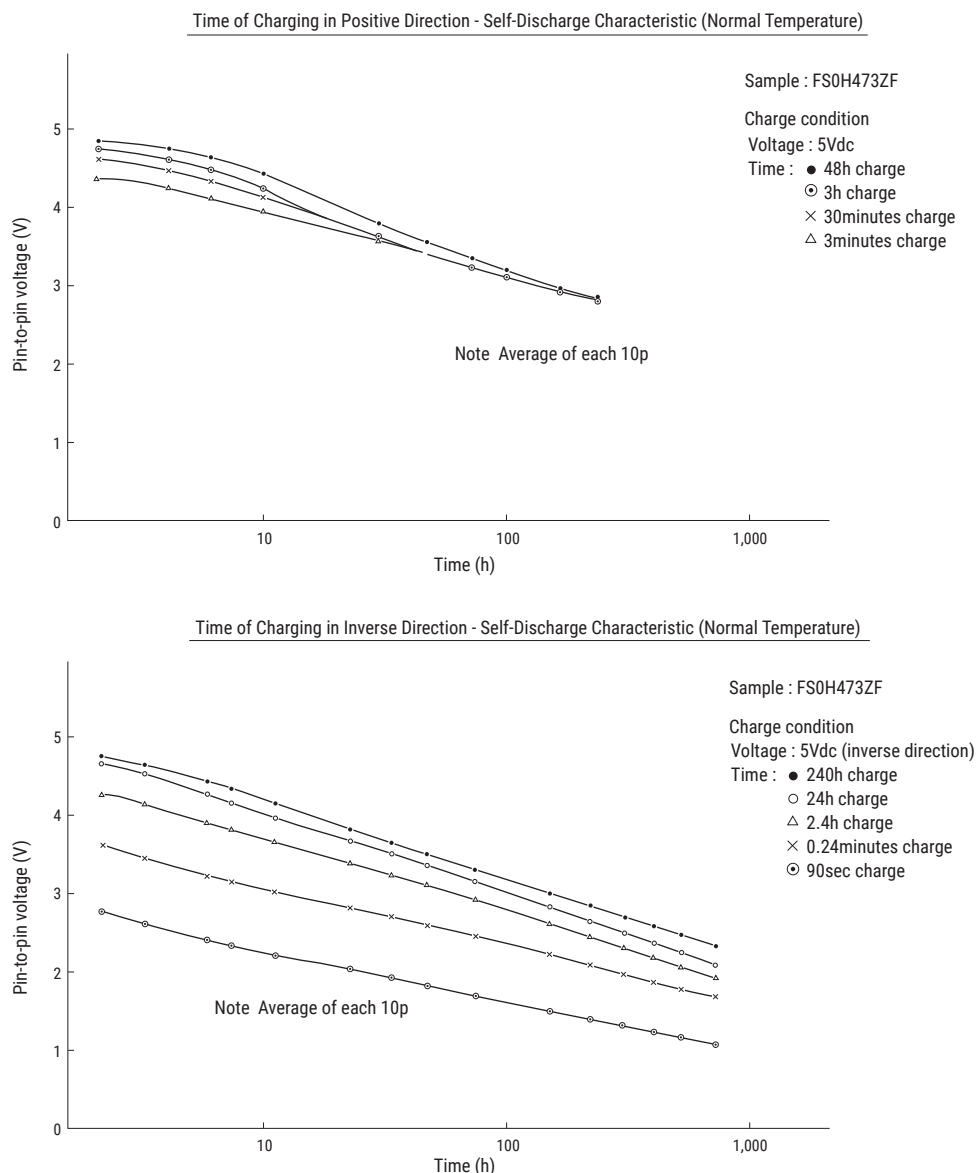 Time of Charging in Positive Direction - Self-Discharge Characteristic (Normal Temperature)
Sample : FS0H473ZF
Charge condition
Voltage : 5Vdc
Time : ● 48h charge
⊙ 3h charge
× 30minutes charge
△ 3minutes charge
Pin-to-pin voltage (V)
5
4
3
2
1
0
Note Average of each 10p
10
100
1,000
Time (h)
Time of Charging in Inverse Direction - Self-Discharge Characteristic (Normal Temperature)
Sample : FS0H473ZF
Charge condition
Voltage : 5Vdc (inverse direction)
Time : ● 240h charge
○ 24h charge
△ 2.4h charge
× 0.24minutes charge
⊙ 90sec charge
Pin-to-pin voltage (V)
5
4
3
2
1
0
Note Average of each 10p
10
100
1,000
Time (h)